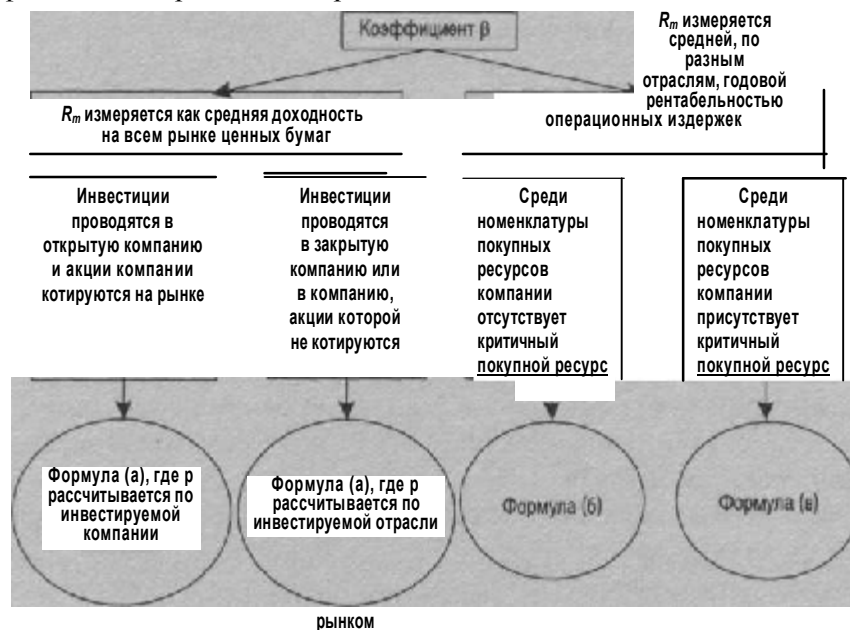 Коэффициент β
R_m измеряется
средней, по
разным
отраслям, годовой
рентабельностью
операционных издержек
R_m измеряется как средняя доходность
на всем рынке ценных бумаг
Инвестиции
проводятся в
открытую компанию
и акции компании
котируются на рынке
Инвестиции
проводятся
в закрытую
компанию или
в компанию,
акции которой
не котируются
Среди
номенклатуры
покупных
ресурсов
компании
отсутствует
критичный
покупной ресурс
Среди
номенклатуры
покупных
ресурсов
компании
присутствует
критичный
покупной ресурс
Формула (а), где р
рассчитывается по
инвестируемой
компании
Формула (а), где р
рассчитывается по
инвестируемой отрасли
Формула (б)
Формула (в)
рынком